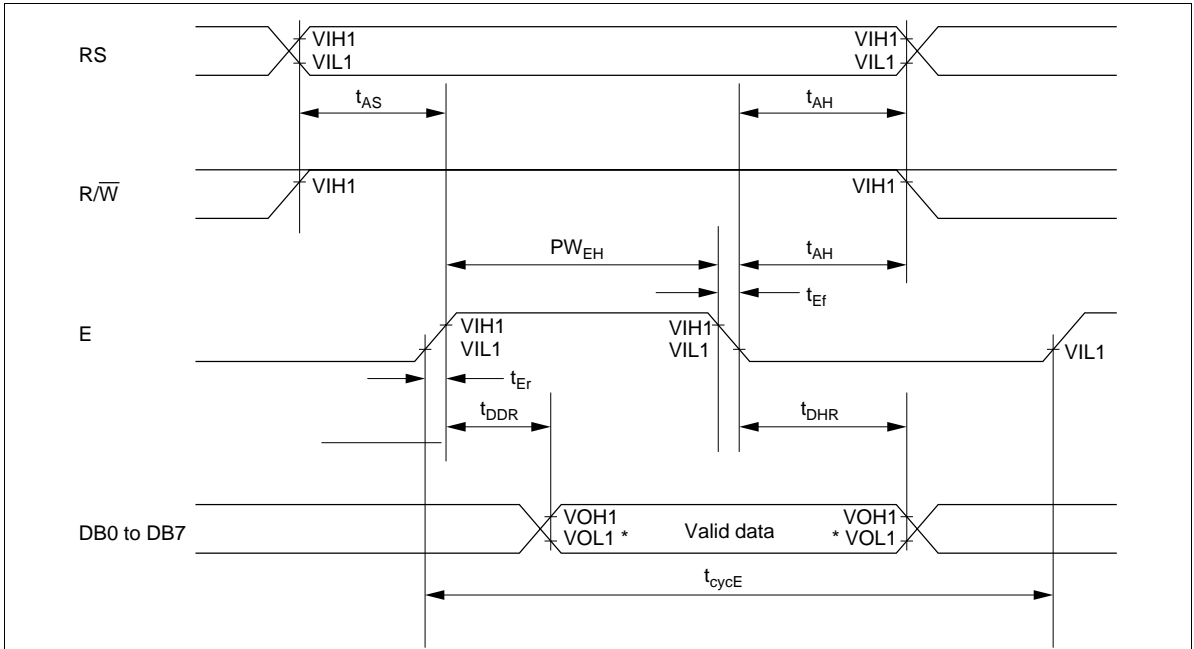 RS
VIH1
VIL1
VIH1
VIL1
tAS
tAH
R/W̅
VIH1
VIH1
PWEH
tAH
tEf
E
VIH1
VIL1
VIH1
VIL1
VIL1
tEr
tDDR
tDHR
DB0 to DB7
VOH1
VOL1 *
Valid data
VOH1
* VOL1
tcycE